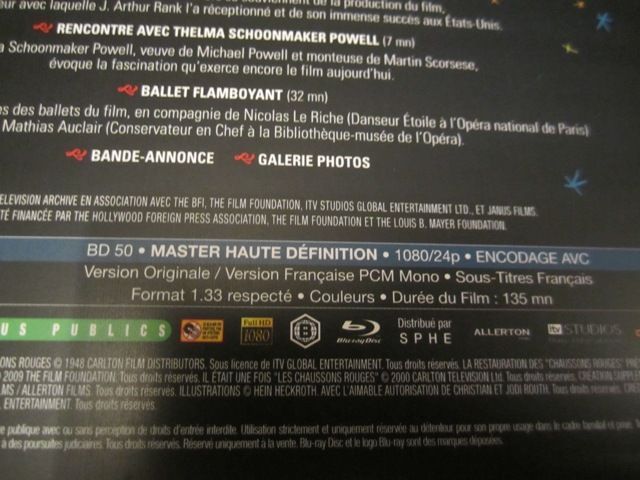 avec laquelle J. Arthur Rank l'a réceptionné et de son immense succès aux États-Unis.
RENCONTRE AVEC THELMA SCHOONMAKER POWELL (7 mn)
a Schoonmaker Powell, veuve de Michael Powell et monteuse de Martin Scorsese,
évoque la fascination qu'exerce encore le film aujourd'hui.
BALLET FLAMBOYANT (32 mn)
des ballets du film, en compagnie de Nicolas Le Riche (Danseur Étoile à l'Opéra national de Paris)
Mathias Auclair (Conservateur en Chef à la Bibliothèque-musée de l'Opéra).
BANDE-ANNONCE GALERIE PHOTOS
TELEVISION ARCHIVE EN ASSOCIATION AVEC THE BFI, THE FILM FOUNDATION, ITV STUDIOS GLOBAL ENTERTAINMENT LTD., ET JANUS FILMS.
TÉ FINANCÉE PAR THE HOLLYWOOD FOREIGN PRESS ASSOCIATION, THE FILM FOUNDATION ET THE LOUIS B. MAYER FOUNDATION.
BD 50 • MASTER HAUTE DÉFINITION • 1080/24p • ENCODAGE AVC
Version Originale / Version Française PCM Mono • Sous-Titres Français
Format 1.33 respecté • Couleurs • Durée du Film : 135 mn
US PUBLICS Full HD 1080 B Blu-ray Disc Distribué par SPHE ALLERTON itv STUDIOS
ONS ROUGES © 1948 CARLTON FILM DISTRIBUTORS. Sous licence de ITV GLOBAL ENTERTAINMENT. Tous droits réservés. LA RESTAURATION DES "CHAUSSONS ROUGES"
© 2009 THE FILM FOUNDATION. Tous droits réservés. IL ÉTAIT UNE FOIS "LES CHAUSSONS ROUGES" © 2000 CARLTON TELEVISION Ltd. Tous droits réservés. CREATION
MS / ALLERTON FILMS. Tous droits réservés. ILLUSTRATIONS © HEIN HECKROTH. AVEC L'AIMABLE AUTORISATION DE CHRISTIAN ET JODI ROUTH. Tous droits réservés.
ENTERTAINMENT. Tous droits réservés
publique avec ou sans perception de droits d'entrée interdite. Utilisation strictement et uniquement réservée au détenteur pour son propre usage dans le cadre familial et privé.
à des poursuites judiciaires. Tous droits réservés. Réservé uniquement à la vente. Blu-ray Disc et le logo Blu-ray sont des marques déposées.